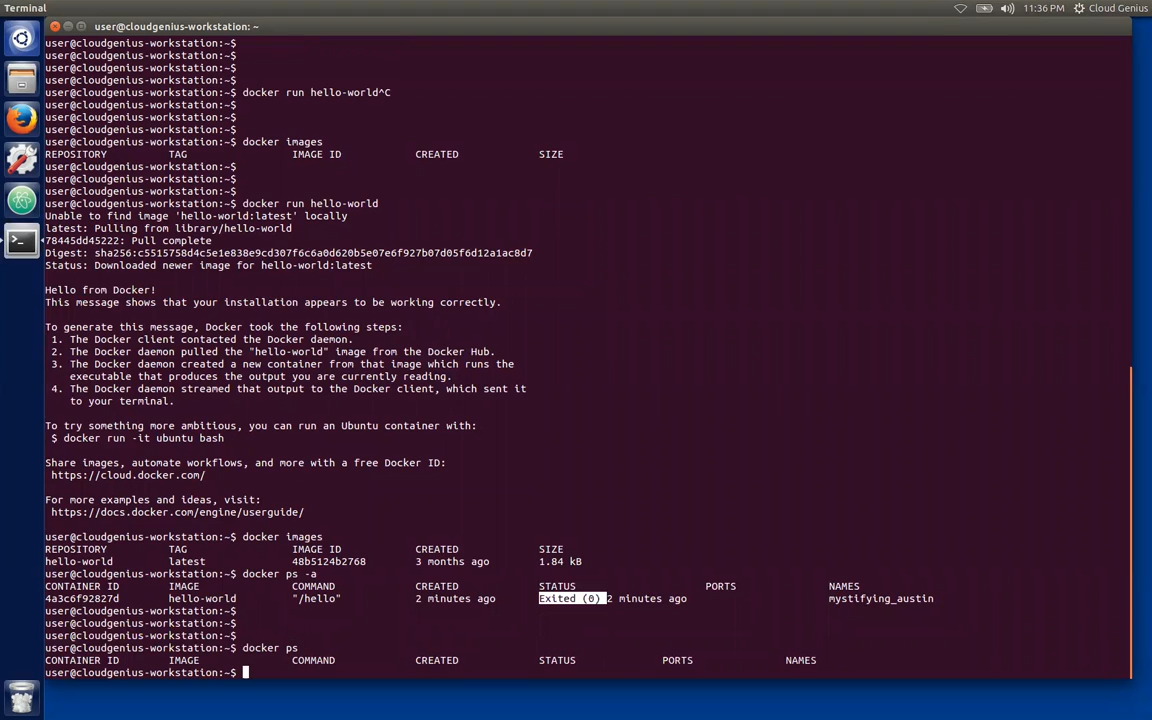 Terminal 11:36 PM Cloud Genius
user@cloudgenius-workstation: ~
user@cloudgenius-workstation:~$
user@cloudgenius-workstation:~$
user@cloudgenius-workstation:~$
user@cloudgenius-workstation:~$
user@cloudgenius-workstation:~$ docker run hello-world^C
user@cloudgenius-workstation:~$
user@cloudgenius-workstation:~$
user@cloudgenius-workstation:~$
user@cloudgenius-workstation:~$ docker images
REPOSITORY TAG IMAGE ID CREATED SIZE
user@cloudgenius-workstation:~$
user@cloudgenius-workstation:~$
user@cloudgenius-workstation:~$
user@cloudgenius-workstation:~$ docker run hello-world
Unable to find image 'hello-world:latest' locally
latest: Pulling from library/hello-world
78445dd45222: Pull complete
Digest: sha256:c5515758d4c5e1e838e9cd307f6c6a0d620b5e07e6f927b07d05f6d12a1ac8d7
Status: Downloaded newer image for hello-world:latest
Hello from Docker!
This message shows that your installation appears to be working correctly.
To generate this message, Docker took the following steps:
1. The Docker client contacted the Docker daemon.
2. The Docker daemon pulled the "hello-world" image from the Docker Hub.
3. The Docker daemon created a new container from that image which runs the
executable that produces the output you are currently reading.
4. The Docker daemon streamed that output to the Docker client, which sent it
to your terminal.
To try something more ambitious, you can run an Ubuntu container with:
$ docker run -it ubuntu bash
Share images, automate workflows, and more with a free Docker ID:
https://cloud.docker.com/
For more examples and ideas, visit:
https://docs.docker.com/engine/userguide/
user@cloudgenius-workstation:~$ docker images
REPOSITORY TAG IMAGE ID CREATED SIZE
hello-world latest 48b5124b2768 3 months ago 1.84 kB
user@cloudgenius-workstation:~$ docker ps -a
CONTAINER ID IMAGE COMMAND CREATED STATUS PORTS NAMES
4a3c6f92827d hello-world "/hello" 2 minutes ago Exited (0) 2 minutes ago mystifying_austin
user@cloudgenius-workstation:~$
user@cloudgenius-workstation:~$
user@cloudgenius-workstation:~$
user@cloudgenius-workstation:~$ docker ps
CONTAINER ID IMAGE COMMAND CREATED STATUS PORTS NAMES
user@cloudgenius-workstation:~$